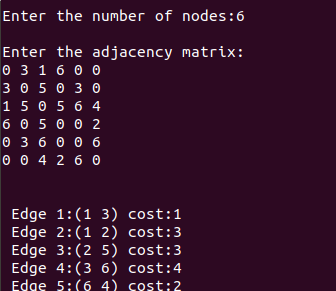 Enter the number of nodes:6
Enter the adjacency matrix:
0 3 1 6 0 0
3 0 5 0 3 0
1 5 0 5 6 4
6 0 5 0 0 2
0 3 6 0 0 6
0 0 4 2 6 0
Edge 1:(1 3) cost:1
Edge 2:(1 2) cost:3
Edge 3:(2 5) cost:3
Edge 4:(3 6) cost:4
Edge 5:(6 4) cost:2